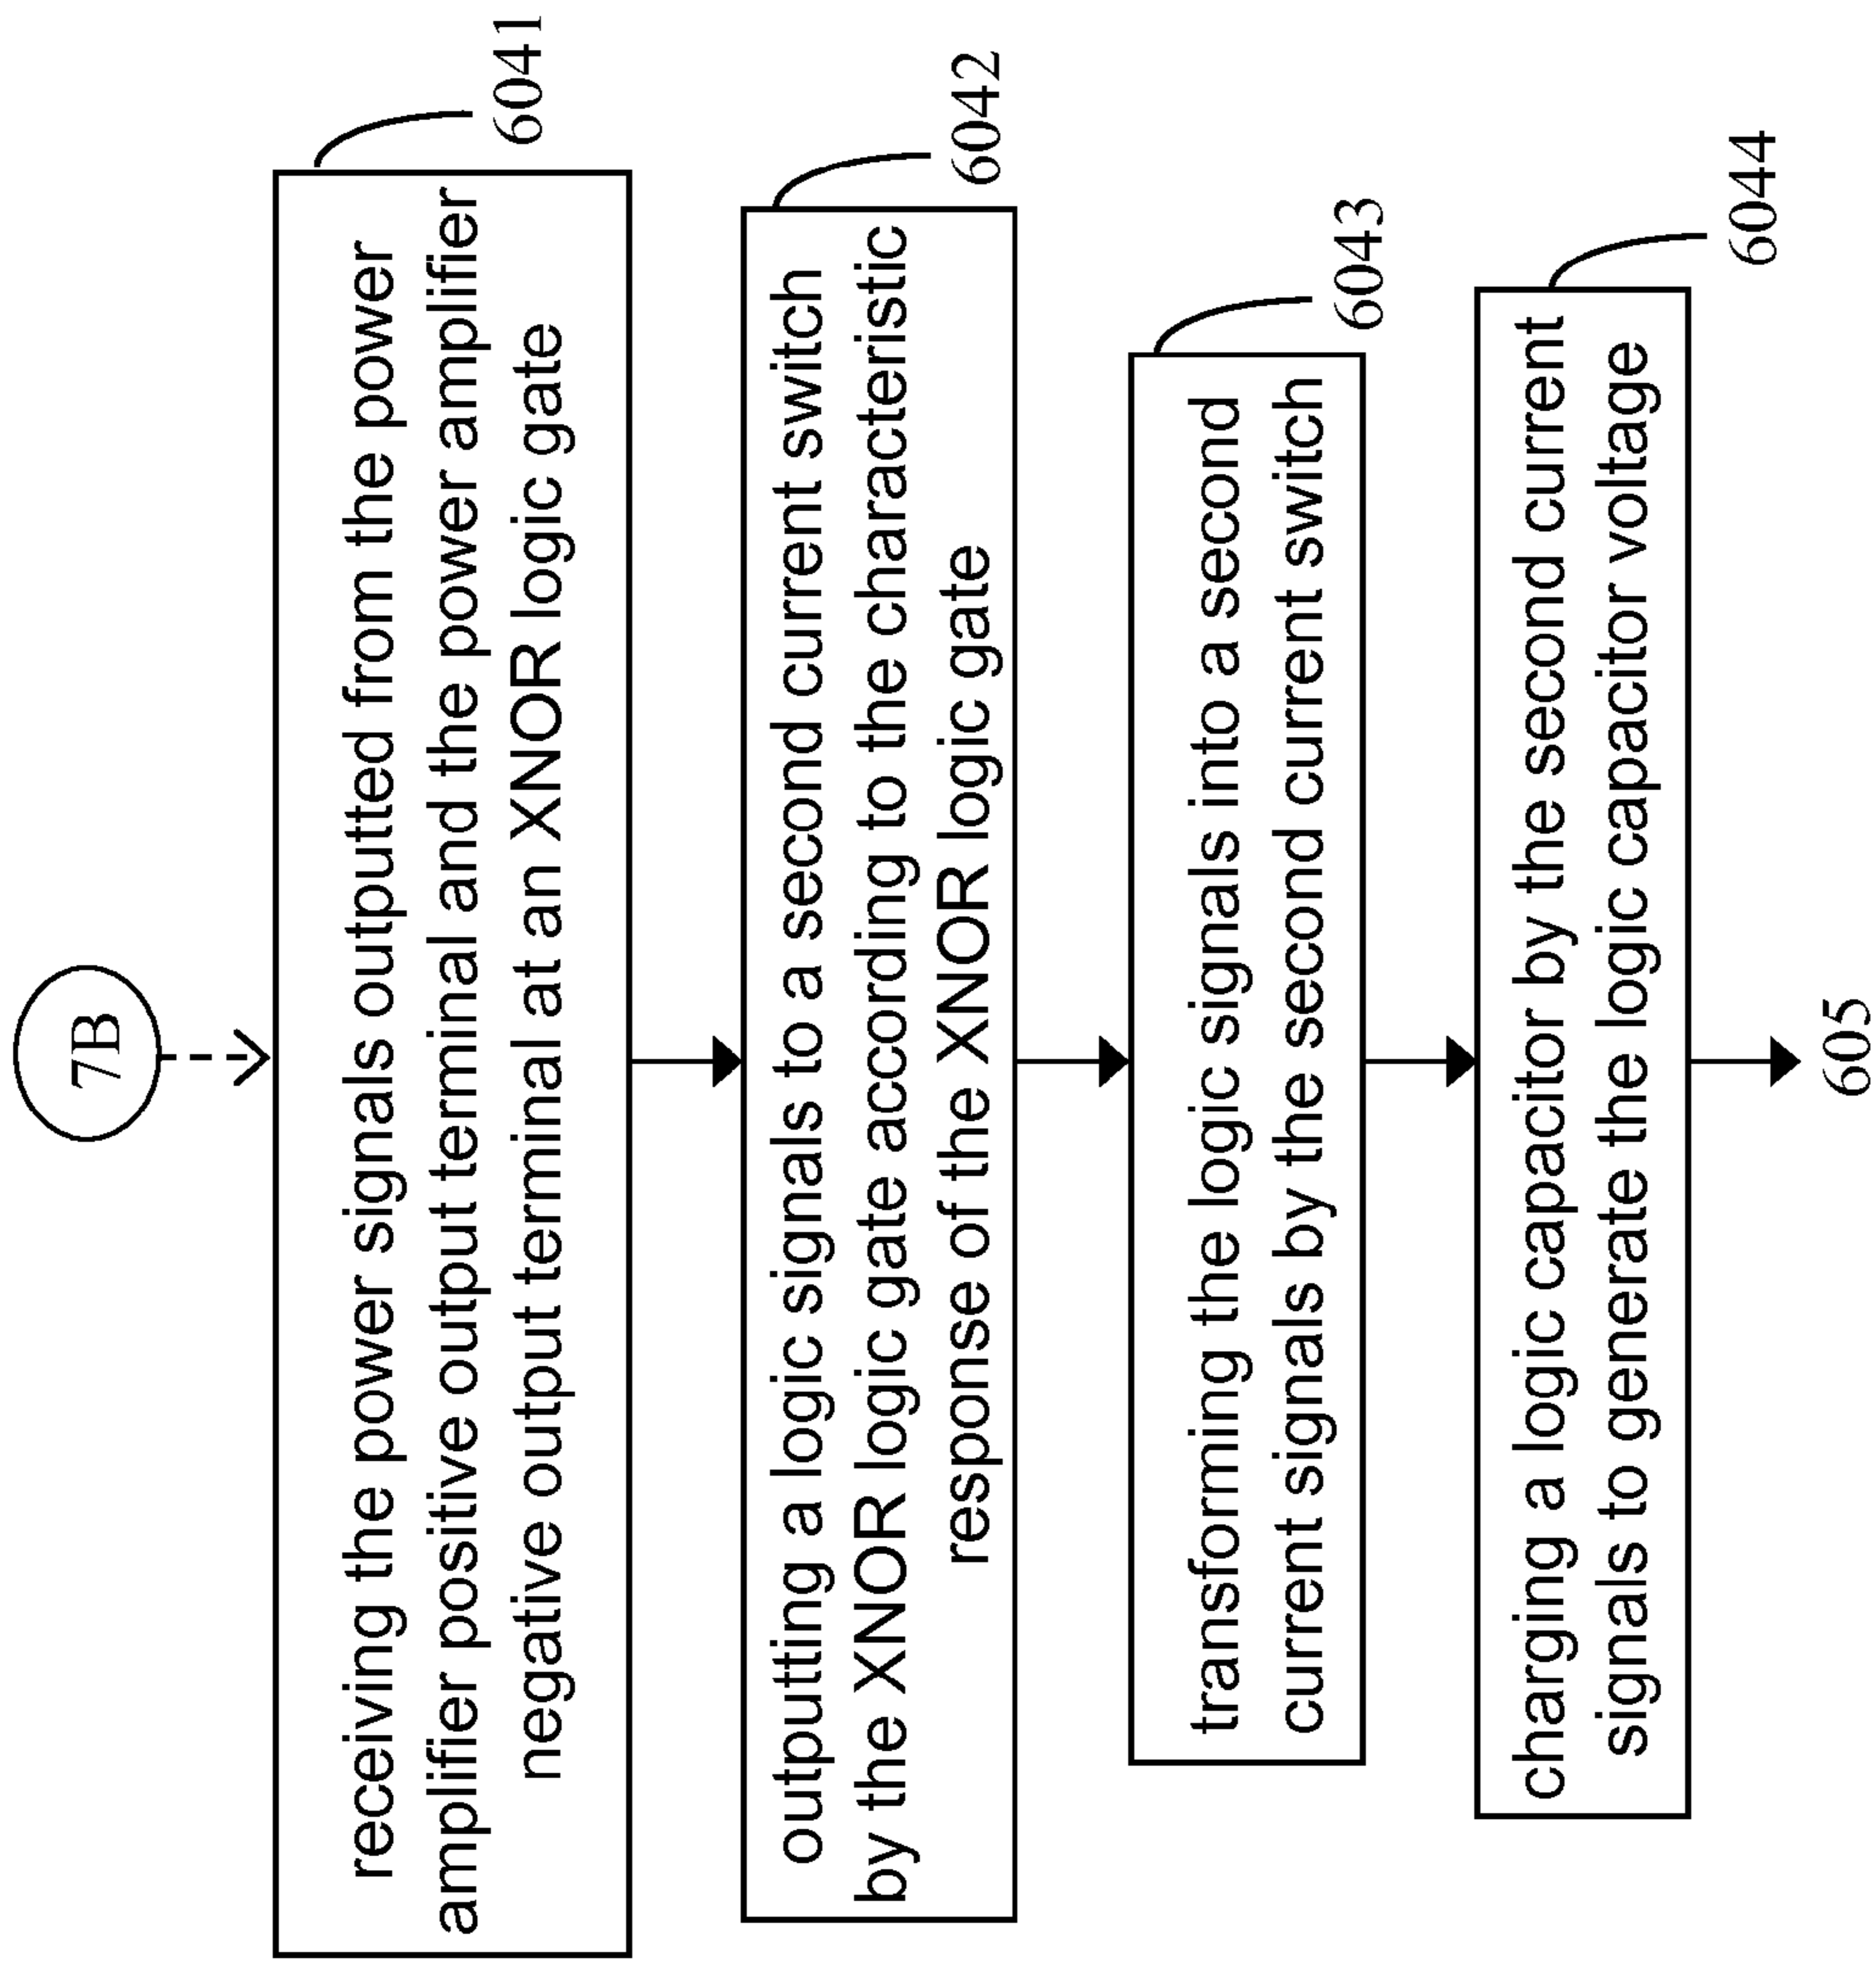 7B
receiving the power signals outputted from the power
amplifier positive output terminal and the power amplifier
negative output terminal at an XNOR logic gate
6041
outputting a logic signals to a second current switch
by the XNOR logic gate according to the characteristic
response of the XNOR logic gate
6042
transforming the logic signals into a second
current signals by the second current switch
6043
charging a logic capacitor by the second current
signals to generate the logic capacitor voltage
6044
605